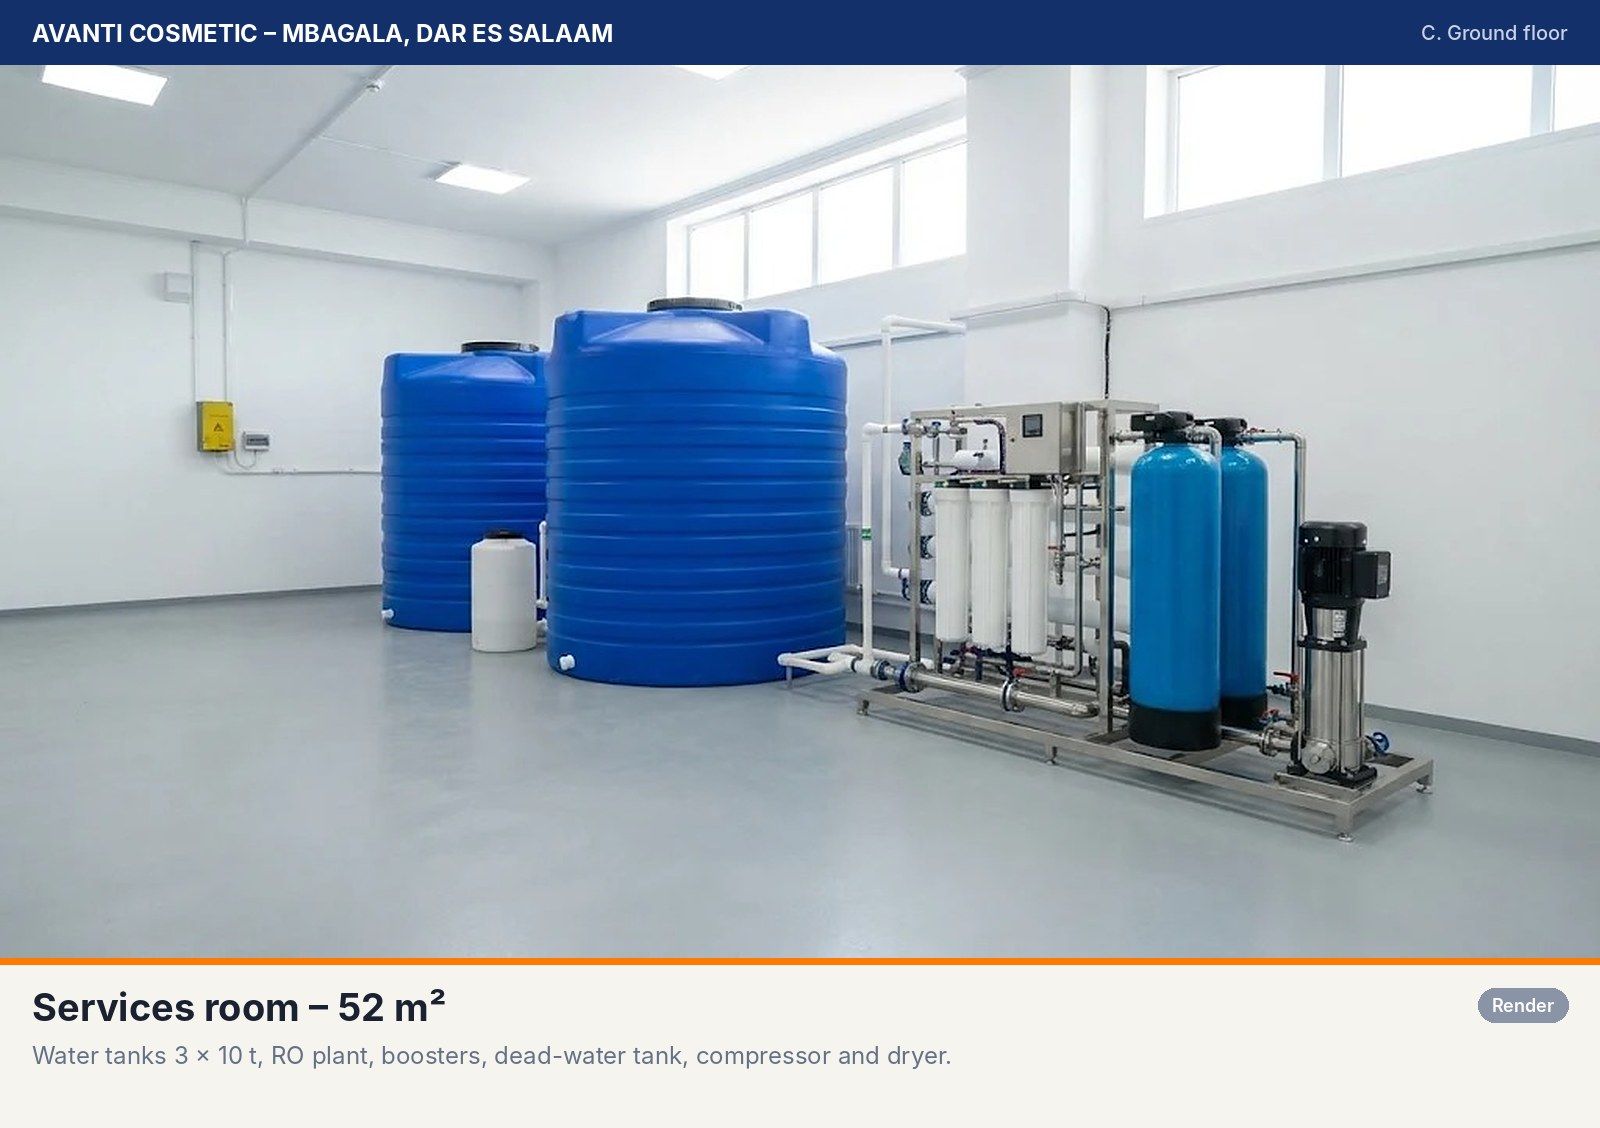 AVANTI COSMETIC – MBAGALA, DAR ES SALAAM
C. Ground floor
Services room – 52 m²
Render
Water tanks 3 × 10 t, RO plant, boosters, dead-water tank, compressor and dryer.